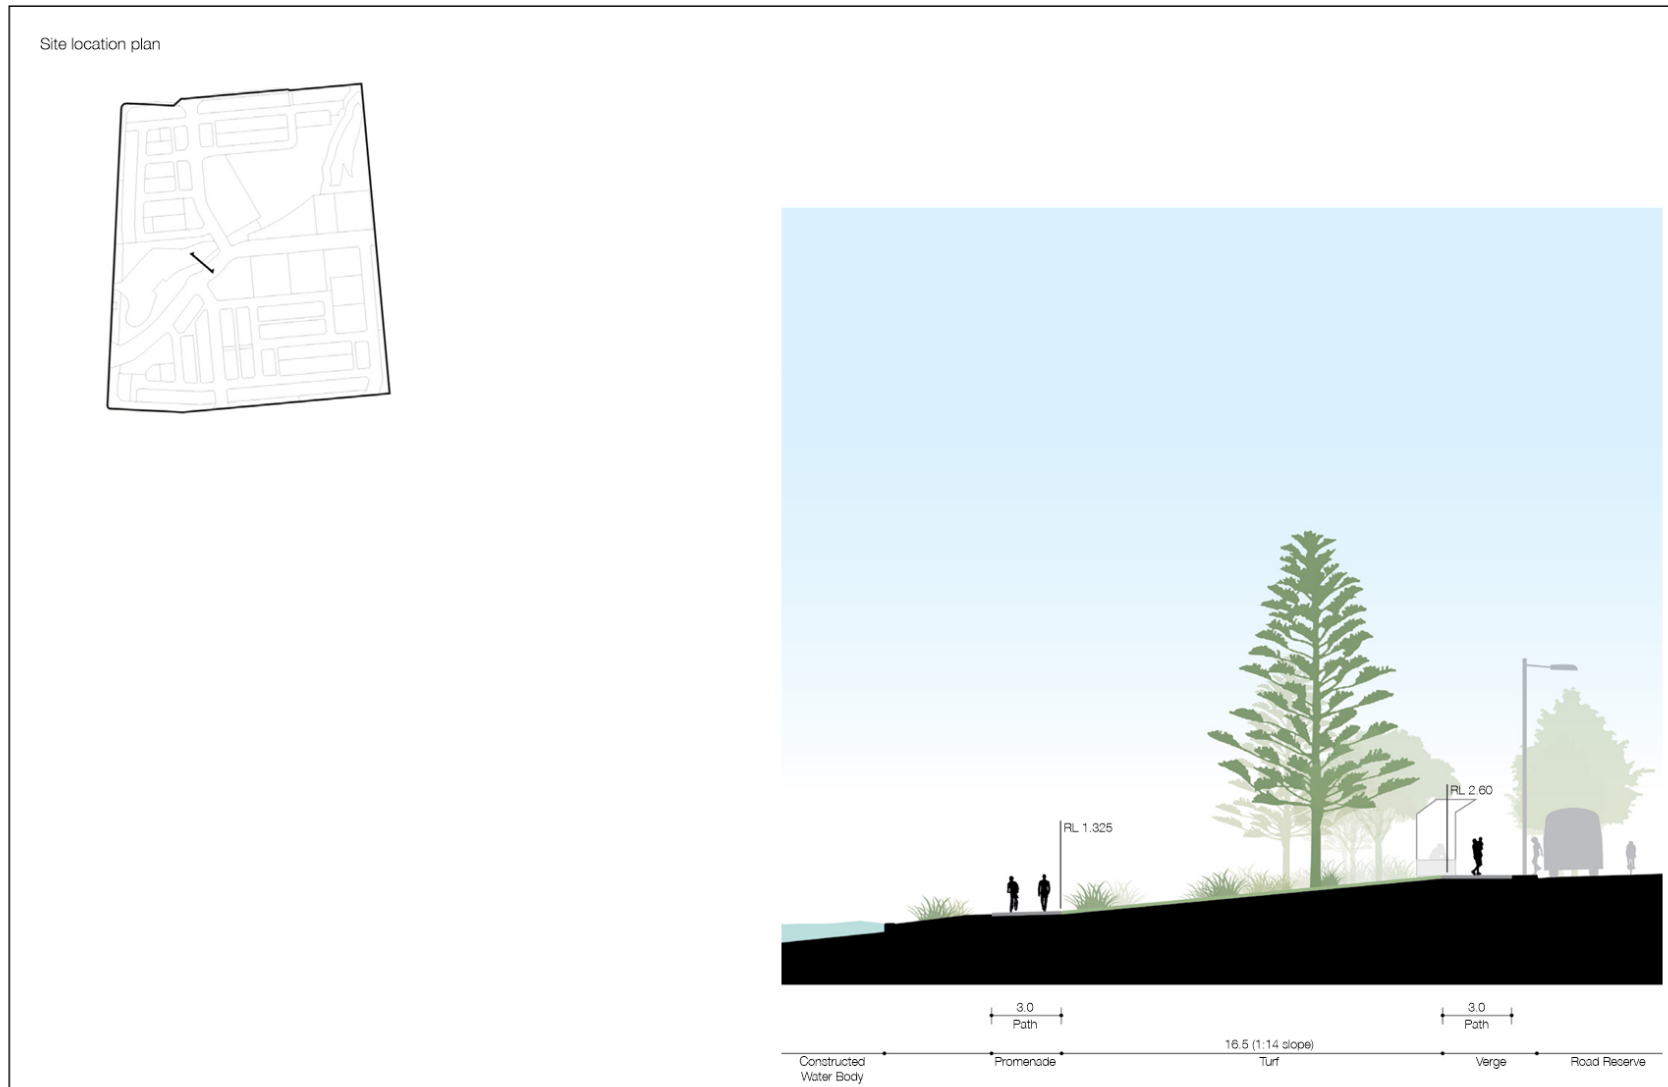 Site location plan
RL 2.60
RL 1.325
3.0
Path
3.0
Path
16.5 (1:14 slope)
Constructed
Water Body
Promenade
Turf
Verge
Road Reserve